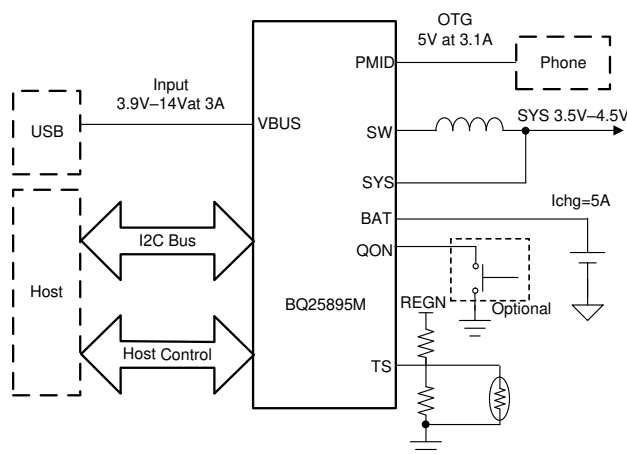 OTG
5V at 3.1A
PMID
Phone
Input
3.9V–14Vat 3A
USB
VBUS
SW
SYS 3.5V–4.5V
SYS
BAT
Ichg=5A
I2C Bus
QON
Host
BQ25895M
REGN
Optional
Host Control
TS